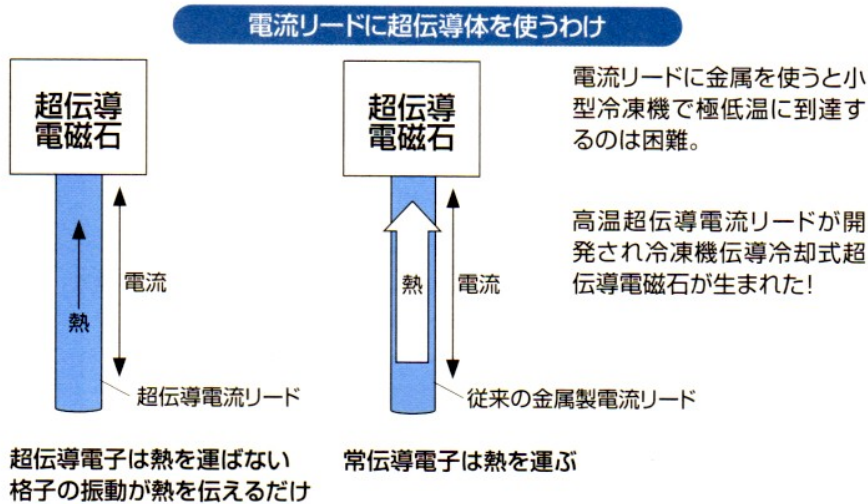 電流リードに超伝導体を使うわけ
超伝導
電磁石
電流
熱
超伝導電流リード
超伝導電子は熱を運ばない
格子の振動が熱を伝えるだけ
超伝導
電磁石
熱
電流
従来の金属製電流リード
常伝導電子は熱を運ぶ
電流リードに金属を使うと小
型冷凍機で極低温に到達す
るのは困難。
高温超伝導電流リードが開
発され冷凍機伝導冷却式超
伝導電磁石が生まれた!